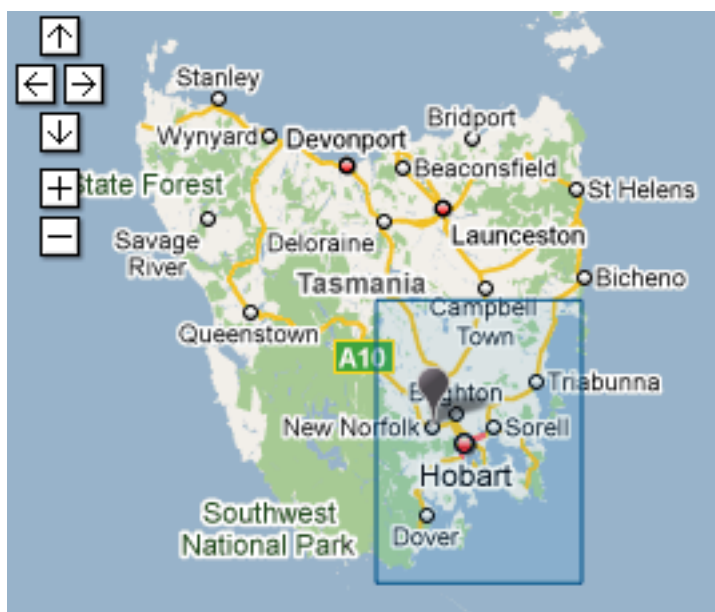 Stanley
Bridport
Wynyard
Devonport
Beaconsfield
State Forest
St Helens
Savage
River
Deloraine
Launceston
Tasmania
Bicheno
Queenstown
Campbell
Town
A10
Triabunna
New Norfolk
Sorell
Hobart
Southwest
National Park
Dover